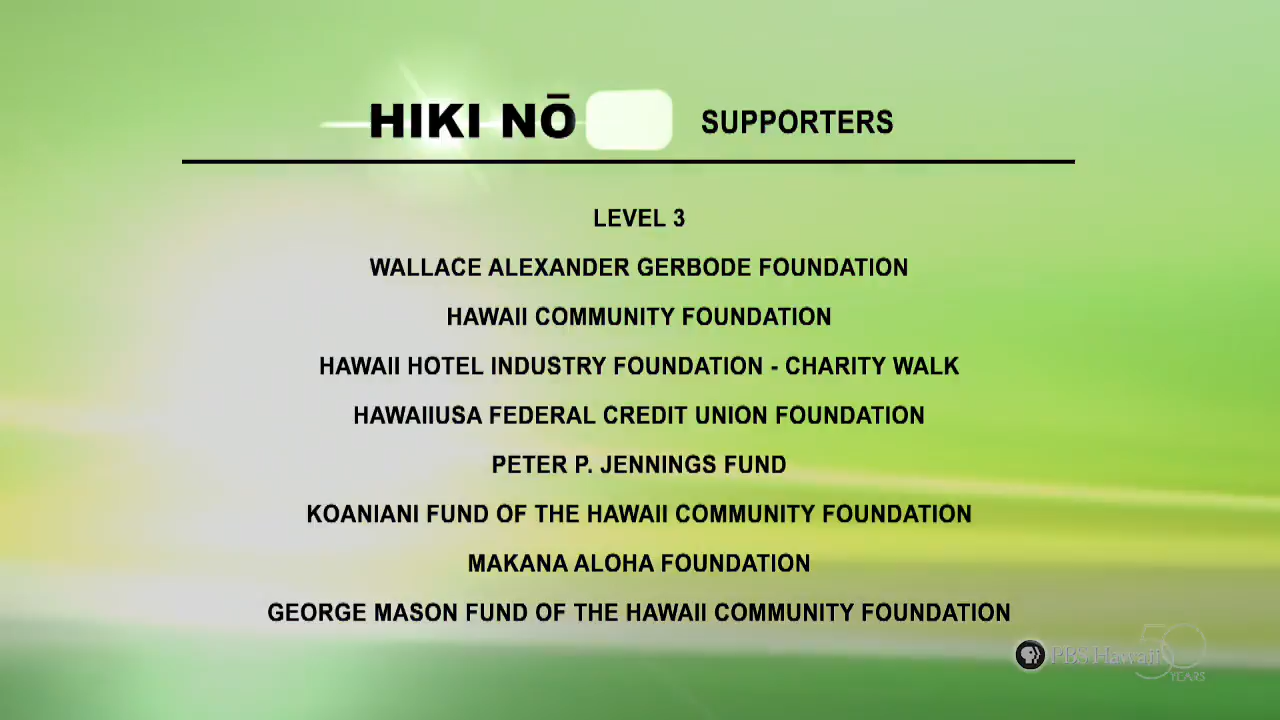 HIKI NŌ SUPPORTERS
LEVEL 3
WALLACE ALEXANDER GERBODE FOUNDATION
HAWAII COMMUNITY FOUNDATION
HAWAII HOTEL INDUSTRY FOUNDATION - CHARITY WALK
HAWAIIUSA FEDERAL CREDIT UNION FOUNDATION
PETER P. JENNINGS FUND
KOANIANI FUND OF THE HAWAII COMMUNITY FOUNDATION
MAKANA ALOHA FOUNDATION
GEORGE MASON FUND OF THE HAWAII COMMUNITY FOUNDATION
PBS Hawaii 50
YEARS